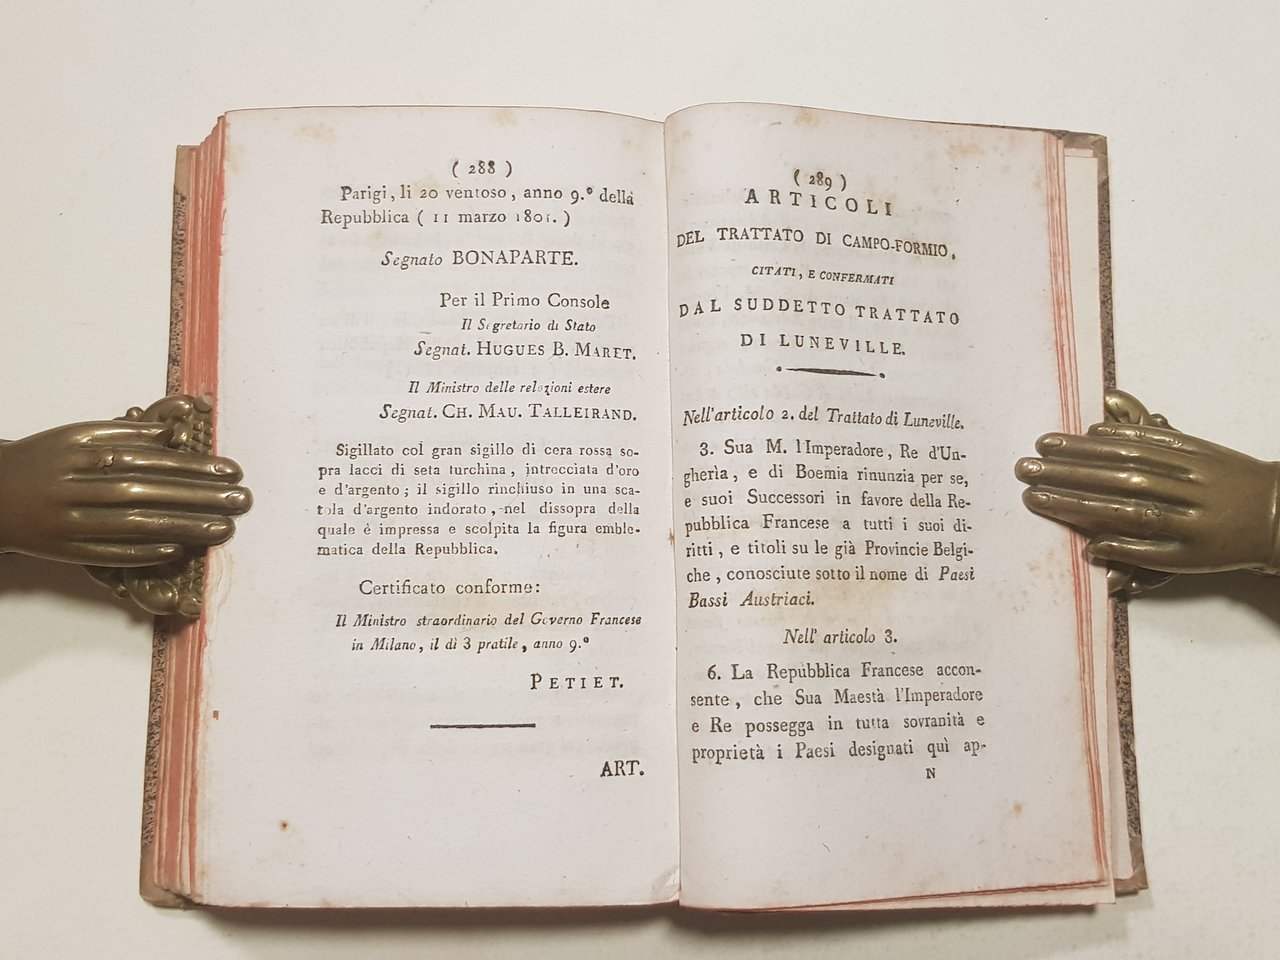 ( 288 )
Parigi, li 20 ventoso, anno 9.º della
Repubblica ( 11 marzo 1801. )
Segnato BONAPARTE.
Per il Primo Console
Il Segretario di Stato
Segnat. HUGUES B. MARET.
Il Ministro delle relazioni estere
Segnat. CH. MAU. TALLEIRAND.
Sigillato col gran sigillo di cera rossa so-
pra lacci di seta turchina, intrecciata d'oro
e d'argento; il sigillo rinchiuso in una sca-
tola d'argento indorato, nel dissopra della
quale è impressa e scolpita la figura emble-
matica della Repubblica.
Certificato conforme:
Il Ministro straordinario del Governo Francese
in Milano, il dì 3 pratile, anno 9.º
PETIET.
ART.
( 289 )
ARTICOLI
DEL TRATTATO DI CAMPO-FORMIO,
CITATI, E CONFERMATI
DAL SUDDETTO TRATTATO
DI LUNEVILLE.
Nell'articolo 2. del Trattato di Luneville.
3. Sua M. l'Imperadore, Re d'Un-
gherìa, e di Boemia rinunzia per se,
e suoi Successori in favore della Re-
pubblica Francese a tutti i suoi di-
ritti, e titoli su le già Provincie Belgi-
che, conosciute sotto il nome di Paesi
Bassi Austriaci.
Nell' articolo 3.
6. La Repùbblica Francese accon-
sente, che Sua Maestà l'Imperadore
e Re possegga in tutta sovranità e
proprietà i Paesi designati quì ap-
N